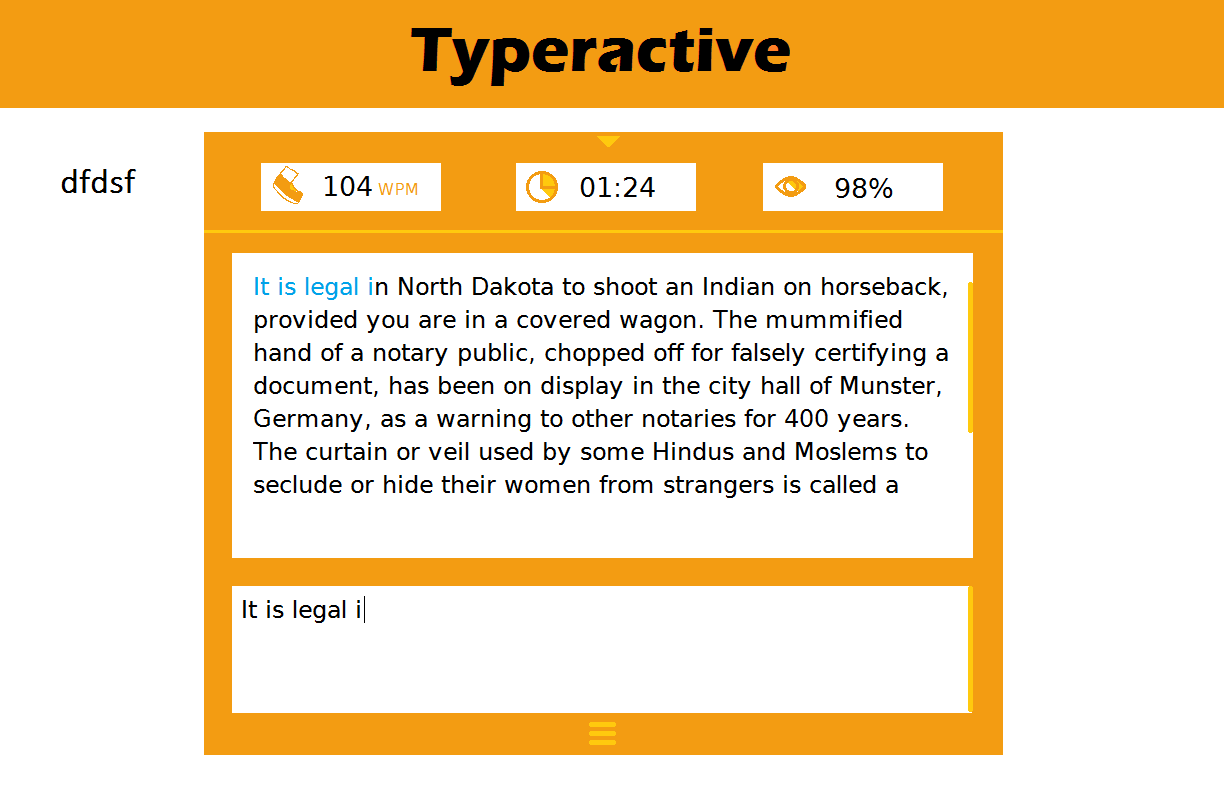 Typeractive
dfdsf
104 WPM
01:24
98%
It is legal in North Dakota to shoot an Indian on horseback,
provided you are in a covered wagon. The mummified
hand of a notary public, chopped off for falsely certifying a
document, has been on display in the city hall of Munster,
Germany, as a warning to other notaries for 400 years.
The curtain or veil used by some Hindus and Moslems to
seclude or hide their women from strangers is called a
It is legal i